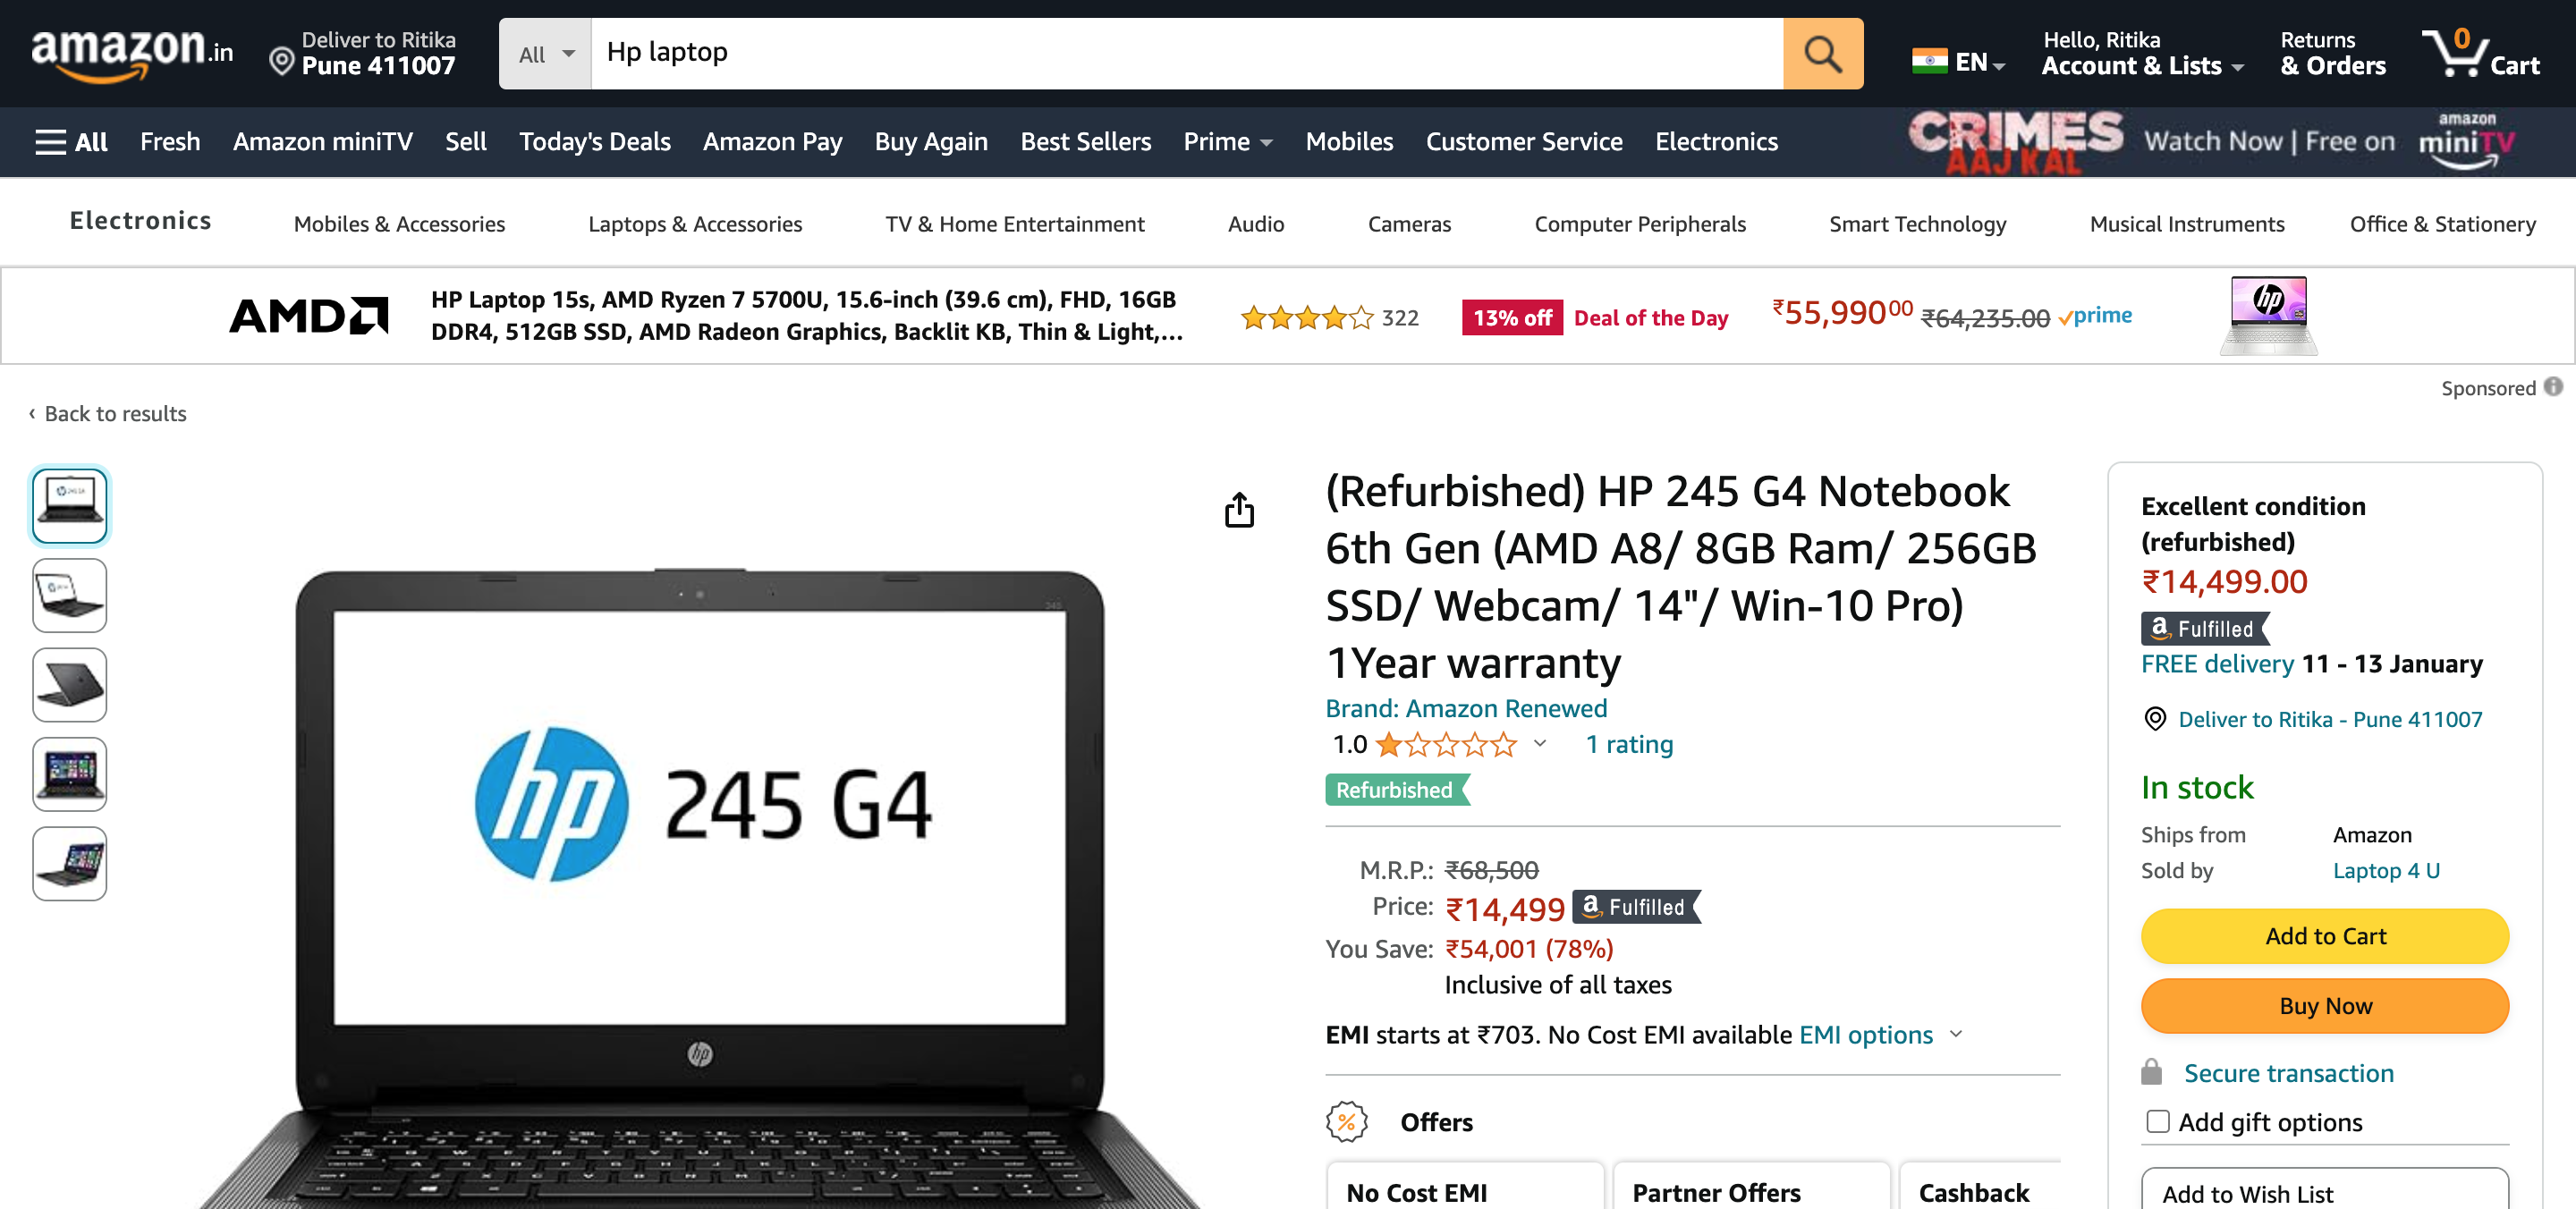 amazon.in
Deliver to Ritika
Pune 411007
All
Hp laptop
EN
Hello, Ritika
Account & Lists
Returns
& Orders
0
Cart
All
Fresh
Amazon miniTV
Sell
Today's Deals
Amazon Pay
Buy Again
Best Sellers
Prime
Mobiles
Customer Service
Electronics
CRIMES
AAJ KAL
Watch Now | Free on
amazon
miniTV
Electronics
Mobiles & Accessories
Laptops & Accessories
TV & Home Entertainment
Audio
Cameras
Computer Peripherals
Smart Technology
Musical Instruments
Office & Stationery
AMD
HP Laptop 15s, AMD Ryzen 7 5700U, 15.6-inch (39.6 cm), FHD, 16GB
DDR4, 512GB SSD, AMD Radeon Graphics, Backlit KB, Thin & Light,...
322
13% off
Deal of the Day
₹55,99000
₹64,235.00
prime
hp
Sponsored
‹ Back to results
hp 245 G4
hp
(Refurbished) HP 245 G4 Notebook
6th Gen (AMD A8/ 8GB Ram/ 256GB
SSD/ Webcam/ 14"/ Win-10 Pro)
1Year warranty
Brand: Amazon Renewed
1.0
1 rating
Refurbished
M.R.P.: ₹68,500
Price: ₹14,499
a Fulfilled
You Save: ₹54,001 (78%)
Inclusive of all taxes
EMI starts at ₹703. No Cost EMI available EMI options
% Offers
No Cost EMI
Partner Offers
Cashback
Excellent condition
(refurbished)
₹14,499.00
a Fulfilled
FREE delivery 11 - 13 January
Deliver to Ritika - Pune 411007
In stock
Ships from Amazon
Sold by Laptop 4 U
Add to Cart
Buy Now
Secure transaction
Add gift options
Add to Wish List